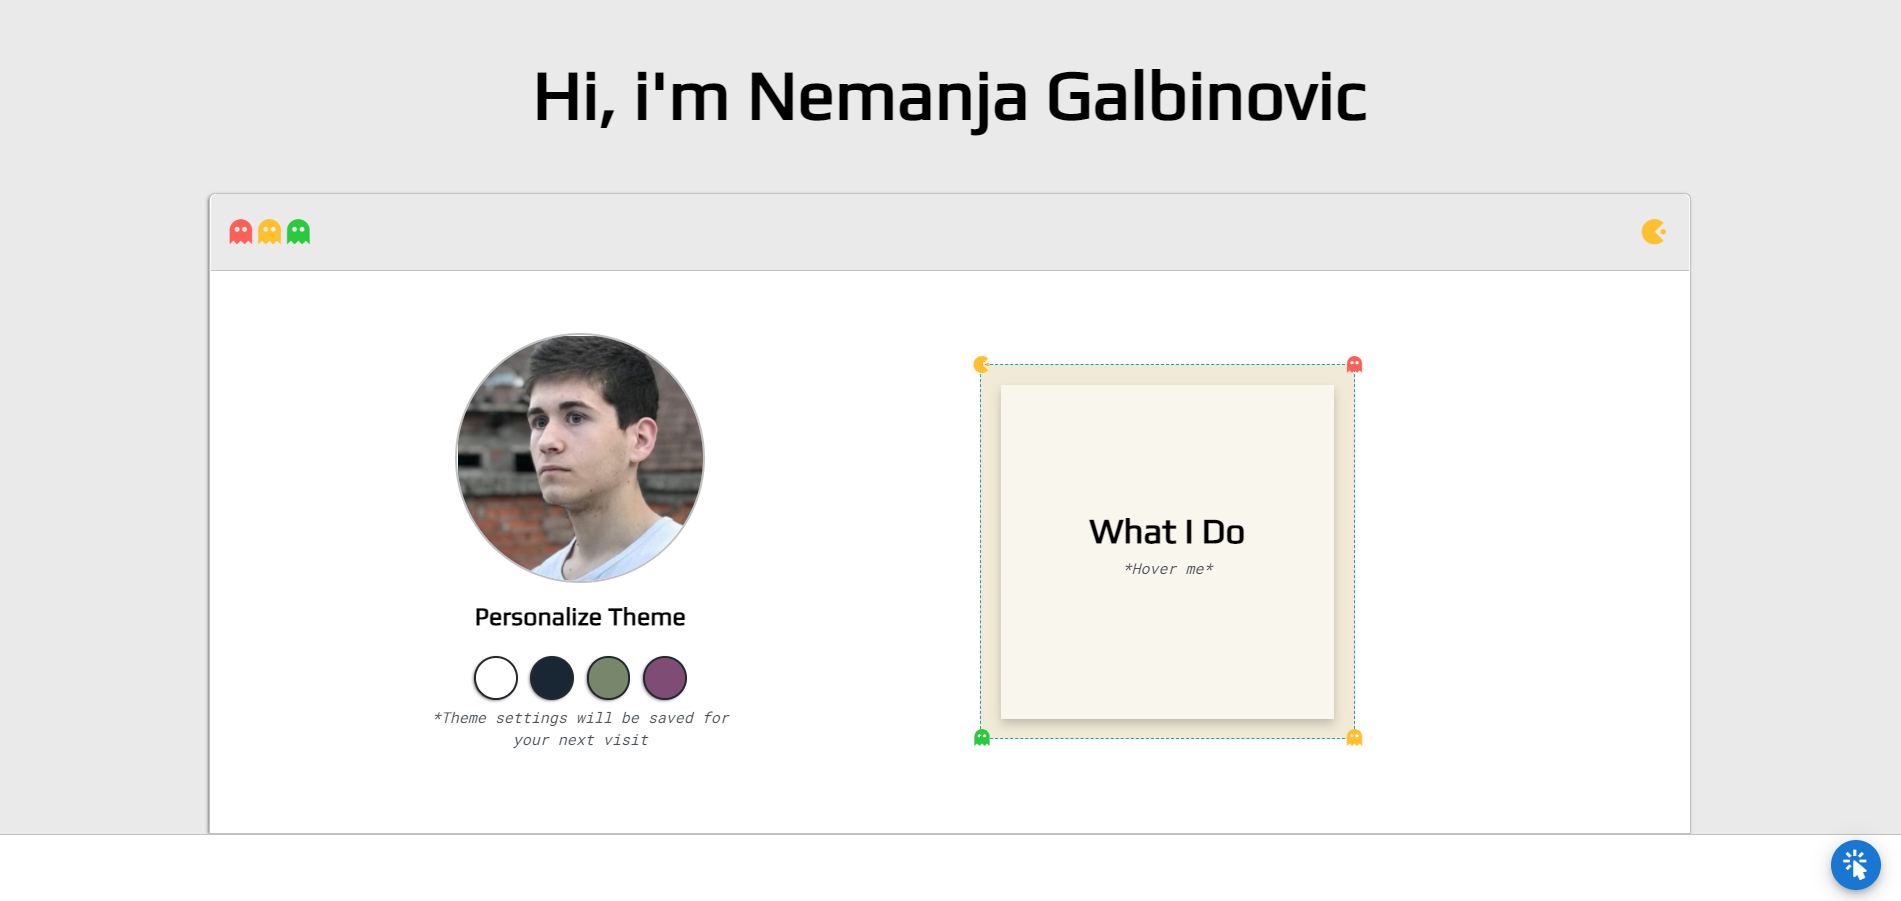 Hi, i'm Nemanja Galbinovic
Personalize Theme
*Theme settings will be saved for
your next visit
What I Do
*Hover me*